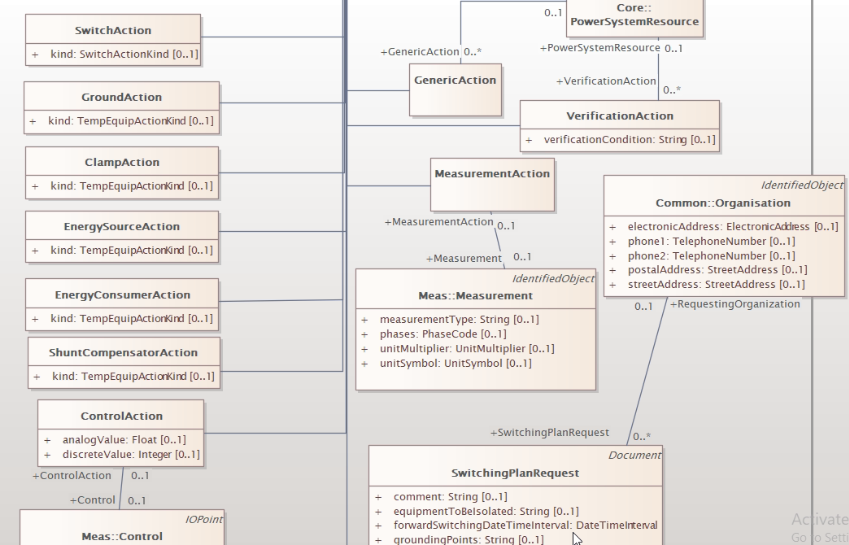 SwitchAction
+ kind: SwitchActionKind [0..1]
GroundAction
+ kind: TempEquipActionKind [0..1]
ClampAction
+ kind: TempEquipActionKind [0..1]
EnergySourceAction
+ kind: TempEquipActionKind [0..1]
EnergyConsumerAction
+ kind: TempEquipActionKind [0..1]
ShuntCompensatorAction
+ kind: TempEquipActionKind [0..1]
ControlAction
+ analogValue: Float [0..1]
+ discreteValue: Integer [0..1]
+ControlAction 0..1
+Control 0..1
IOPoint
Meas::Control
0..1
Core::
PowerSystemResource
+GenericAction 0..*
+PowerSystemResource 0..1
GenericAction
+VerificationAction
0..*
VerificationAction
+ verificationCondition: String [0..1]
MeasurementAction
+MeasurementAction 0..1
+Measurement 0..1
IdentifiedObject
Meas::Measurement
+ measurementType: String [0..1]
+ phases: PhaseCode [0..1]
+ unitMultiplier: UnitMultiplier [0..1]
+ unitSymbol: UnitSymbol [0..1]
IdentifiedObject
Common::Organisation
+ electronicAddress: ElectronicAddress [0..1]
+ phone1: TelephoneNumber [0..1]
+ phone2: TelephoneNumber [0..1]
+ postalAddress: StreetAddress [0..1]
+ streetAddress: StreetAddress [0..1]
0..1 +RequestingOrganization
+SwitchingPlanRequest 0..*
Document
SwitchingPlanRequest
+ comment: String [0..1]
+ equipmentToBeIsolated: String [0..1]
+ forwardSwitchingDateTimeInterval: DateTimeInterval
+ groundingPoints: String [0..1]
Activate
Go to Setti